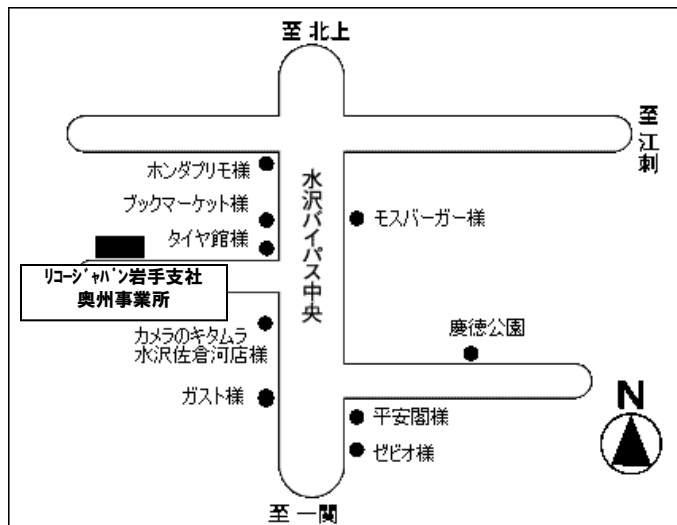 至 北上
至 江刺
ホンダプリモ様
水沢バイパス中央
ブックマーケット様
モスバーガー様
タイヤ館様
リコージャパン岩手支社
奥州事業所
カメラのキタムラ
水沢佐倉河店様
慶徳公園
ガスト様
平安閣様
ゼビオ様
N
至 一関